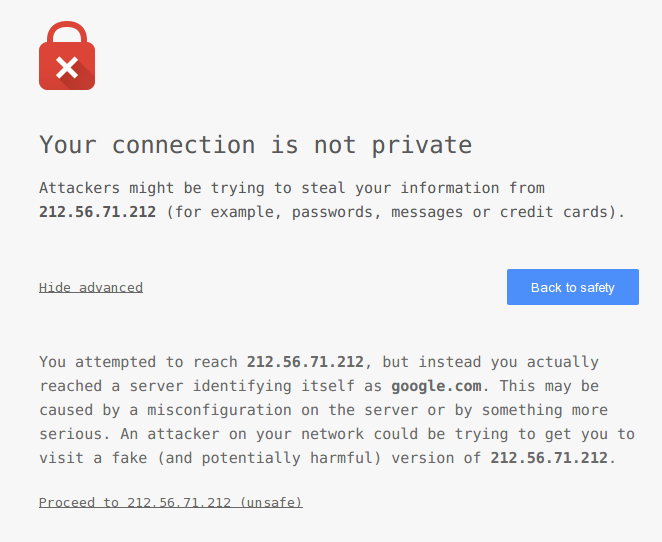 Your connection is not private
Attackers might be trying to steal your information from
212.56.71.212 (for example, passwords, messages or credit cards).
Hide advanced
Back to safety
You attempted to reach 212.56.71.212, but instead you actually
reached a server identifying itself as google.com. This may be
caused by a misconfiguration on the server or by something more
serious. An attacker on your network could be trying to get you to
visit a fake (and potentially harmful) version of 212.56.71.212.
Proceed to 212.56.71.212 (unsafe)